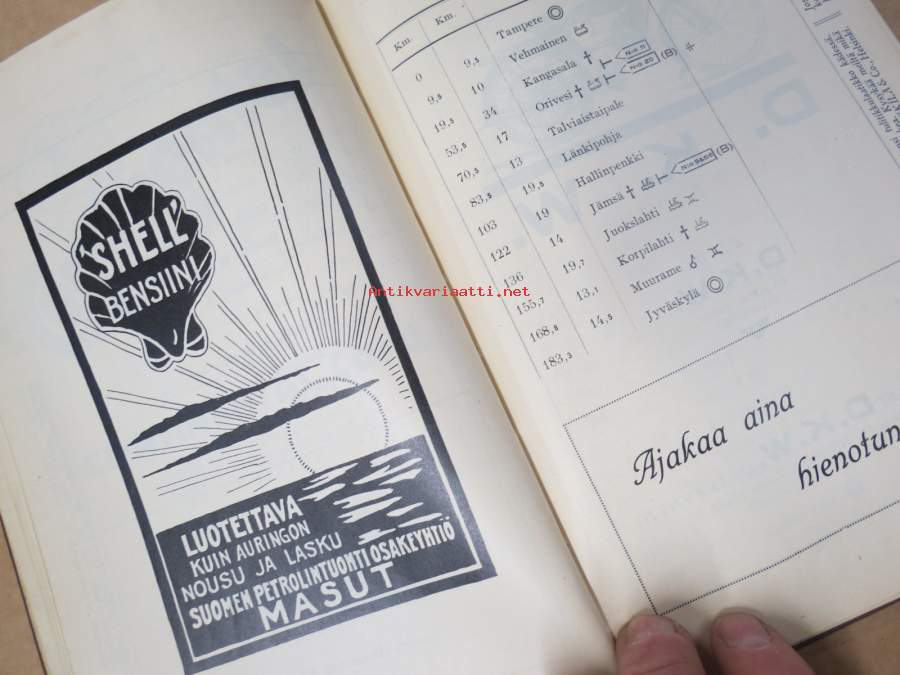 'SHELL'
BENSIINI
LUOTETTAVA
KUIN AURINGON
NOUSU JA LASKU
SUOMEN PETROLINTUONTI OSAKEYHTIÖ
MASUT
Antikvariaatti.net
Km. Km.
Tampere
0 9,5 Vehmainen
9,5 10 Kangasala
19,5 34 Orivesi (B)
53,5 17 Talviaistaipale
70,5 13 Länkipohja
83,5 19,5 Hallinpenkki
103 19 Jämsä (B)
122 14 Juokslahti
136 19,7 Korpilahti
155,7 13,1 Muurame
168,8 14,5 Jyväskylä
183,3
Ajakaa aina
hienotun